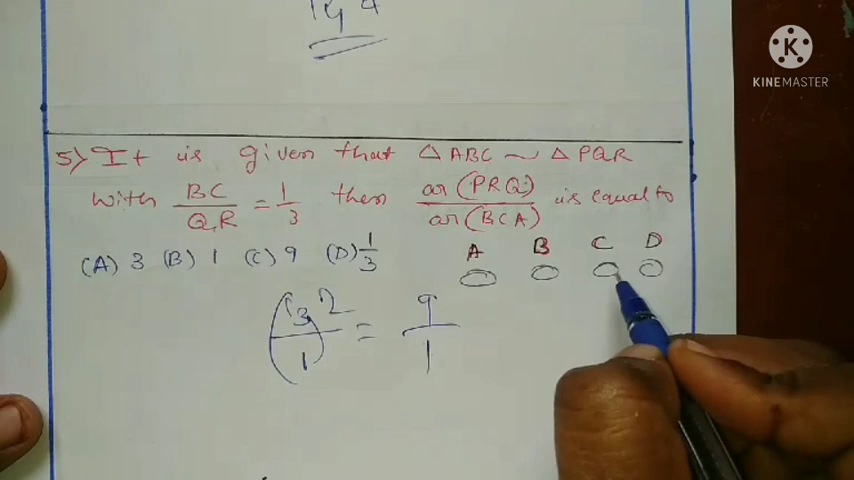 KINEMASTER
5) It is given that △ ABC ~ △ PQR
with BC/QR = 1/3 then ar(PRQ)/ar(BCA) is equal to
(A) 3 (B) 1 (C) 9 (D) 1/3
A B C D
(3/1)² = 9/1